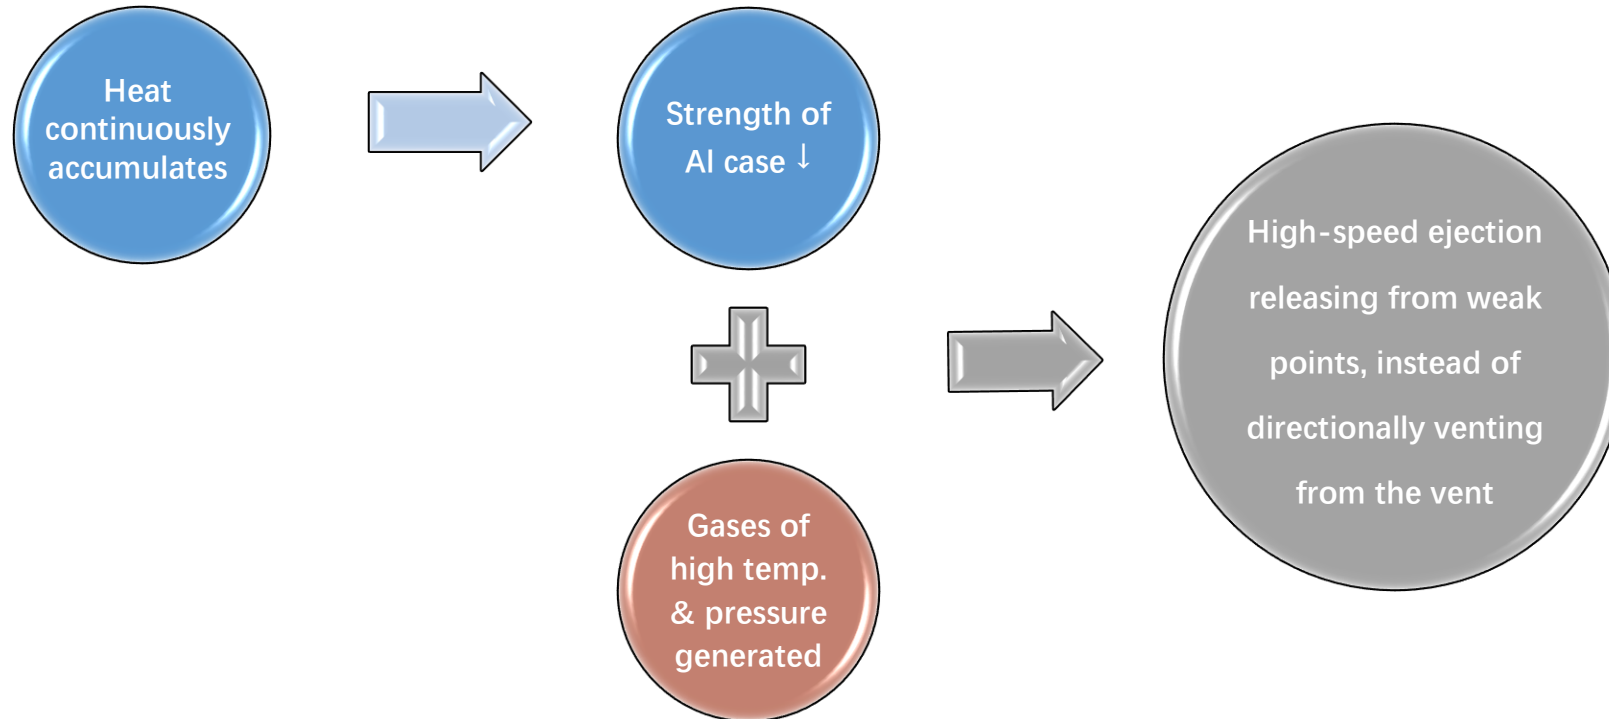 Heat
continuously
accumulates
Strength of
Al case ↓
Gases of
high temp.
& pressure
generated
High-speed ejection
releasing from weak
points, instead of
directionally venting
from the vent